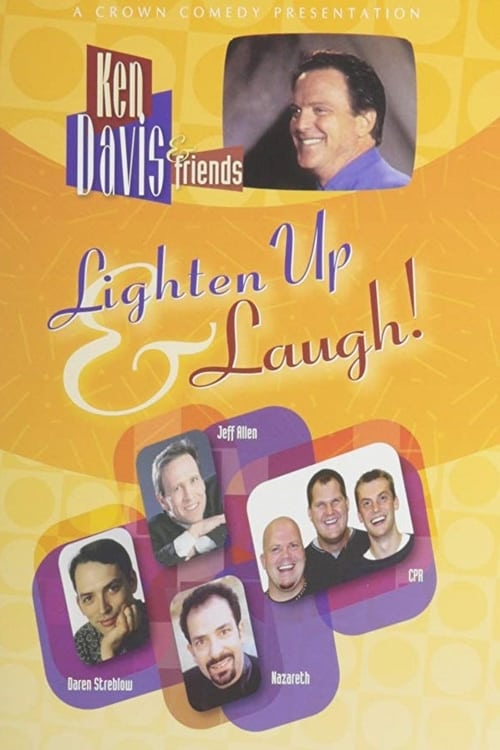 A CROWN COMEDY PRESENTATION
Ken
Davis
& friends
Lighten Up
& Laugh!
Jeff Allen
CPR
Daren Streblow
Nazareth